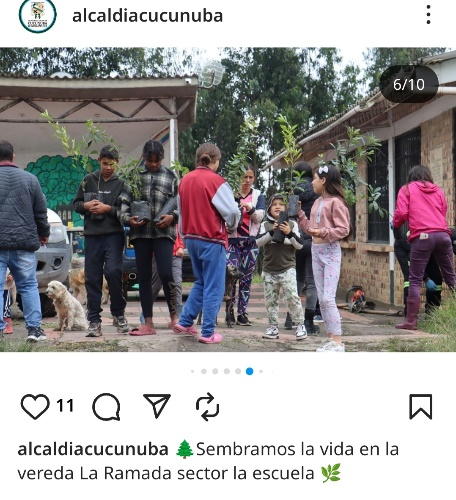 alcaldiacucunuba
6/10
11
alcaldiacucunuba 🌲Sembramos la vida en la
vereda La Ramada sector la escuela 🌿